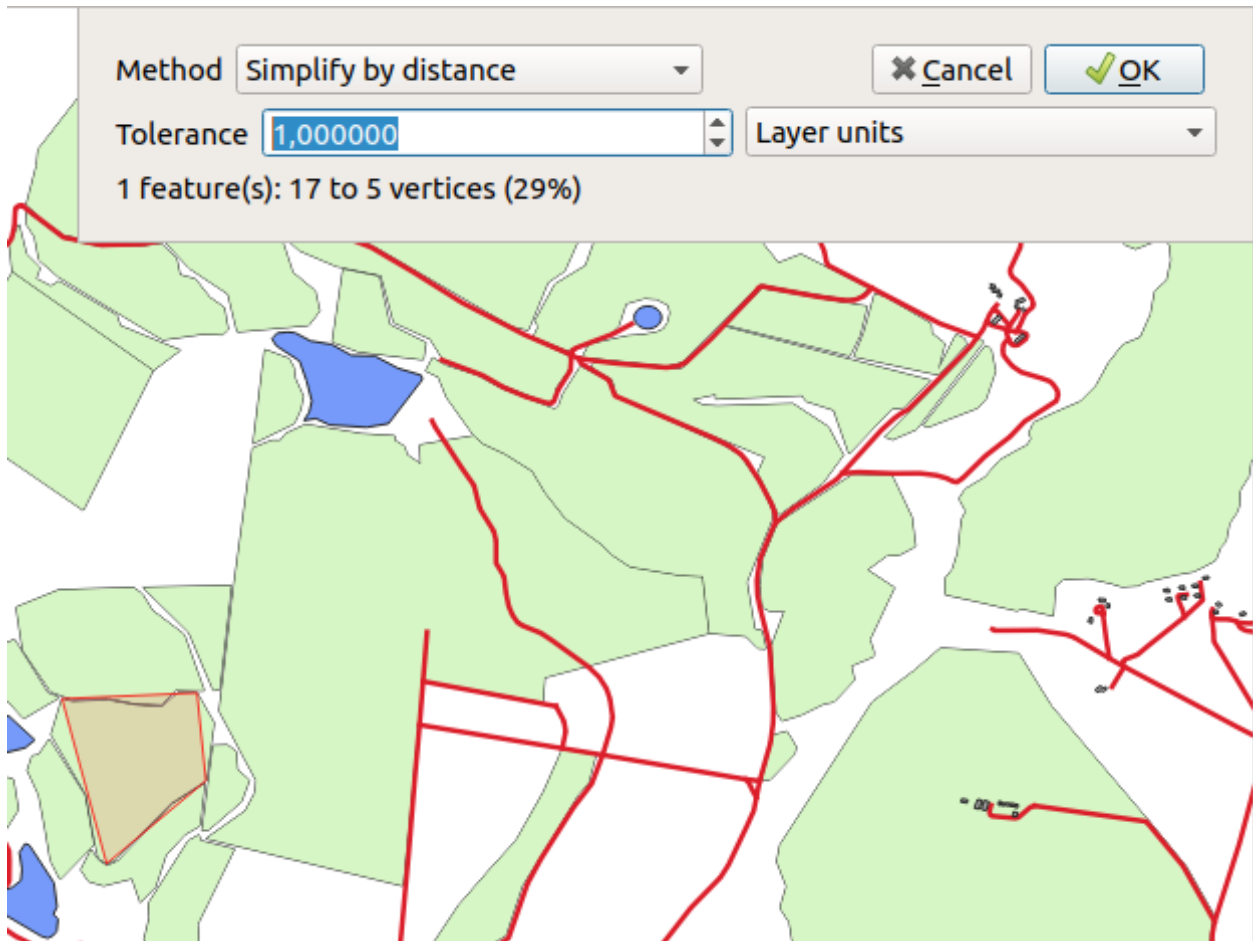 Method Simplify by distance Cancel OK
Tolerance 1,000000 Layer units
1 feature(s): 17 to 5 vertices (29%)